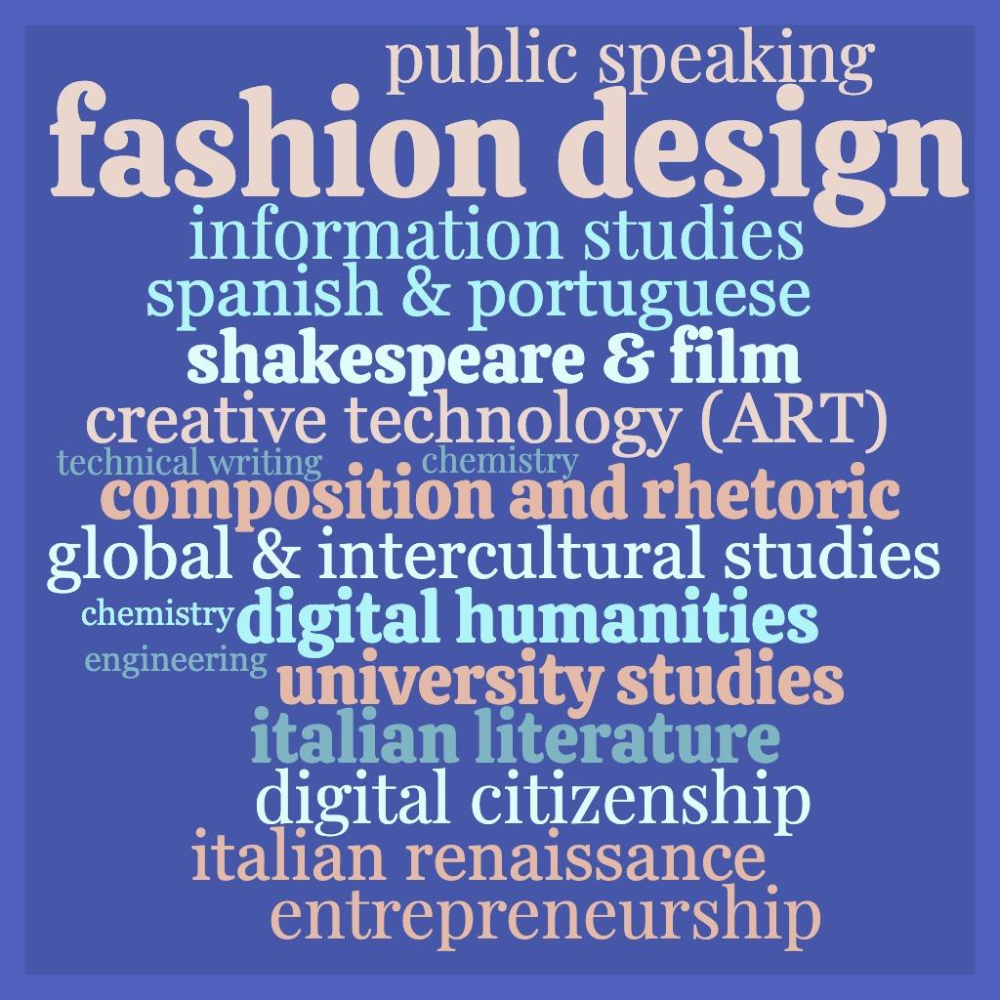 public speaking
fashion design
information studies
spanish & portuguese
shakespeare & film
creative technology (ART)
technical writing
chemistry
composition and rhetoric
global & intercultural studies
chemistry
digital humanities
engineering
university studies
italian literature
digital citizenship
italian renaissance
entrepreneurship